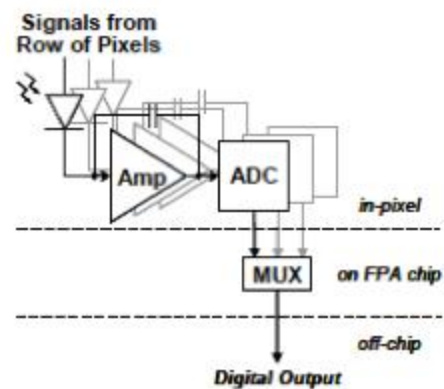 Signals from
Row of Pixels
Amp
ADC
in-pixel
MUX
on FPA chip
off-chip
Digital Output